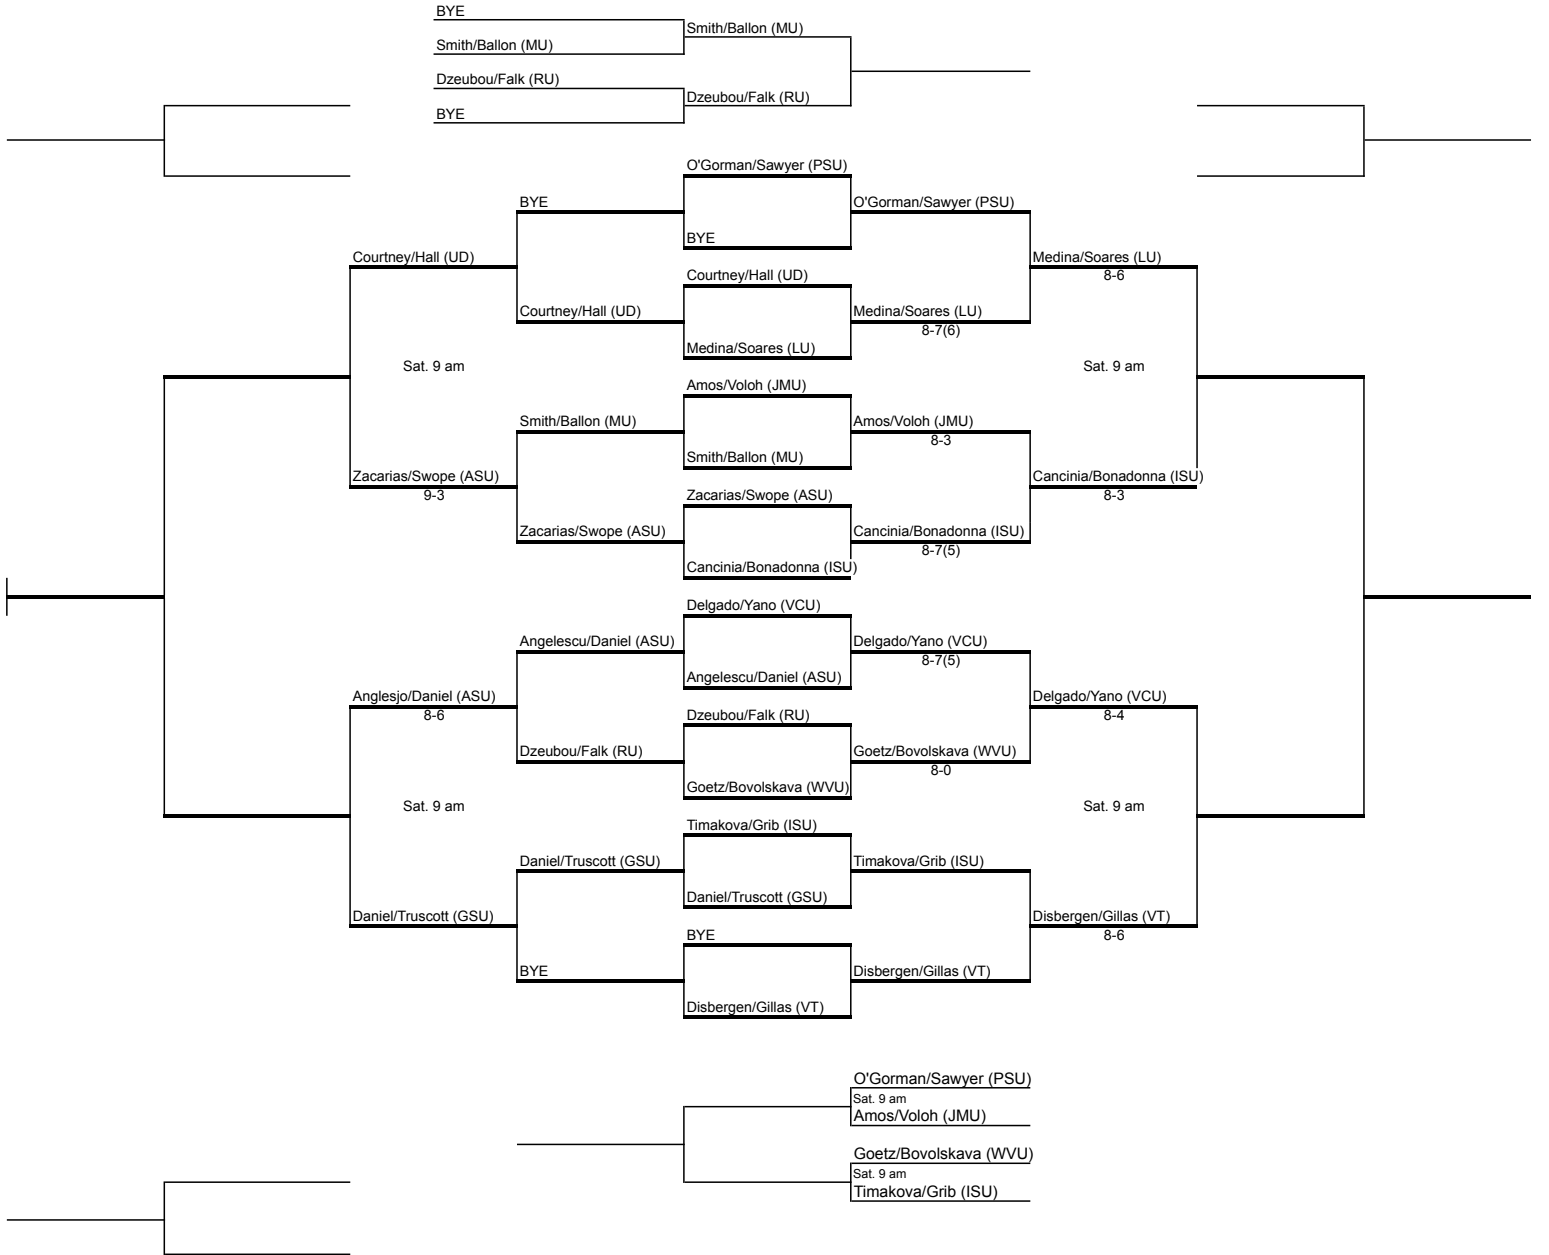 BYE
Smith/Ballon (MU)
Smith/Ballon (MU)
Dzeubou/Falk (RU)
Dzeubou/Falk (RU)
BYE
O'Gorman/Sawyer (PSU)
BYE
O'Gorman/Sawyer (PSU)
BYE
Courtney/Hall (UD)
Medina/Soares (LU)
8-6
Courtney/Hall (UD)
Courtney/Hall (UD)
Medina/Soares (LU)
8-7(6)
Medina/Soares (LU)
Sat. 9 am
Sat. 9 am
Amos/Voloh (JMU)
Smith/Ballon (MU)
Amos/Voloh (JMU)
8-3
Smith/Ballon (MU)
Zacarias/Swope (ASU)
9-3
Cancinia/Bonadonna (ISU)
8-3
Zacarias/Swope (ASU)
Zacarias/Swope (ASU)
Cancinia/Bonadonna (ISU)
8-7(5)
Cancinia/Bonadonna (ISU)
Delgado/Yano (VCU)
Angelescu/Daniel (ASU)
Delgado/Yano (VCU)
8-7(5)
Angelescu/Daniel (ASU)
Anglesjo/Daniel (ASU)
8-6
Delgado/Yano (VCU)
8-4
Dzeubou/Falk (RU)
Dzeubou/Falk (RU)
Goetz/Bovolskava (WVU)
8-0
Goetz/Bovolskava (WVU)
Sat. 9 am
Sat. 9 am
Timakova/Grib (ISU)
Daniel/Truscott (GSU)
Timakova/Grib (ISU)
Daniel/Truscott (GSU)
Daniel/Truscott (GSU)
Disbergen/Gillas (VT)
8-6
BYE
BYE
Disbergen/Gillas (VT)
Disbergen/Gillas (VT)
O'Gorman/Sawyer (PSU)
Sat. 9 am
Amos/Voloh (JMU)
Goetz/Bovolskava (WVU)
Sat. 9 am
Timakova/Grib (ISU)